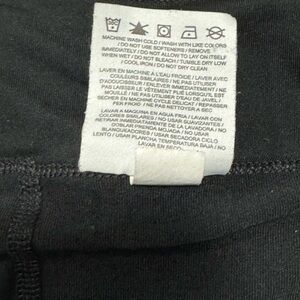 MACHINE WASH COLD / WASH WITH LIKE COLORS
/ DO NOT USE SOFTENERS / REMOVE
IMMEDIATELY / DO NOT ALLOW TO LAY ON ITSELF
WHEN WET / DO NOT BLEACH / TUMBLE DRY LOW
/ COOL IRON / DO NOT DRY CLEAN
LAVER EN MACHINE À L'EAU FROIDE / LAVER AVEC
COULEURS SIMILAIRES / NE PAS UTILISER
D'ADOUCISSEUR / ENLEVER IMMÉDIATEMENT / NE
PAS LAISSER LE VÊTEMENT PLIÉ LORSQU'IL EST
MOUILLÉ / NE PAS UTILISER D'EAU DE JAVEL /
SÉCHER EN MACHINE CYCLE DÉLICAT / REPASSER
FER FROID / NE PAS NETTOYER À SEC
LAVAR A MAQUINA EN AGUA FRIA / LAVAR CON
COLORES SIMILARES / NO USAR SUAVIZANTES /
RETIRAR INMEDIATAMENTE DE LA LAVADORA / NO
DOBLAR PRENDA MOJADA / NO USAR
BLANQUEADORES / USAR SECADORA CICLO
LENTO / PLANCHA TEMPERATURA BAJA / NO
LAVAR EN SECO